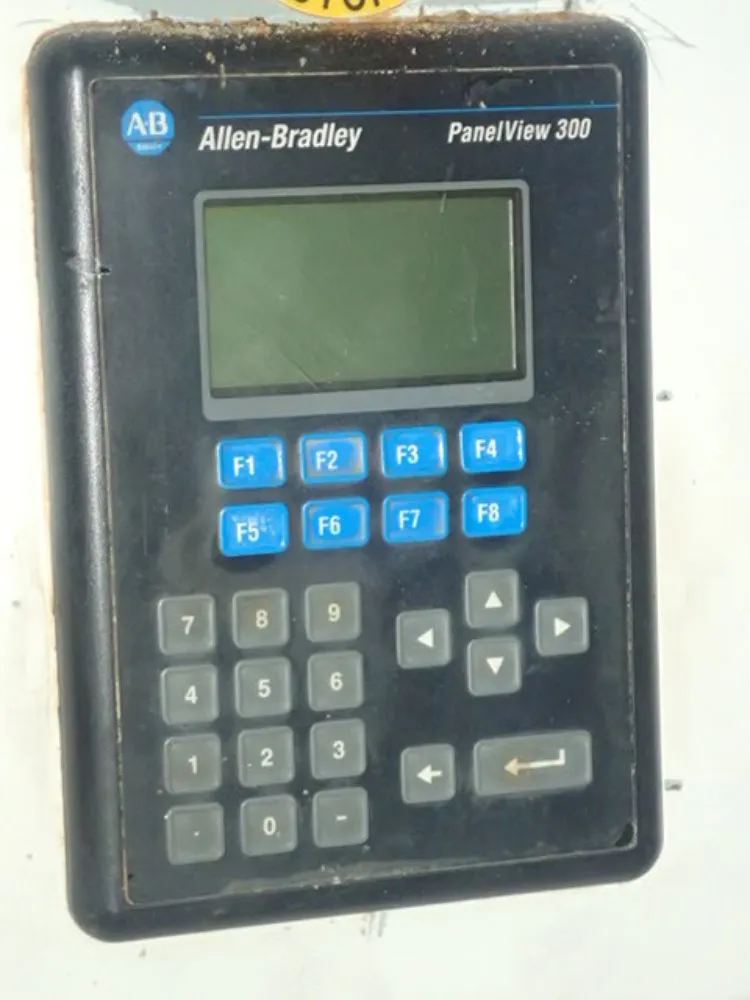 A·B
Allen-Bradley
PanelView 300
F1 F2 F3 F4
F5 F6 F7 F8
7 8 9
4 5 6
1 2 3
. 0 -